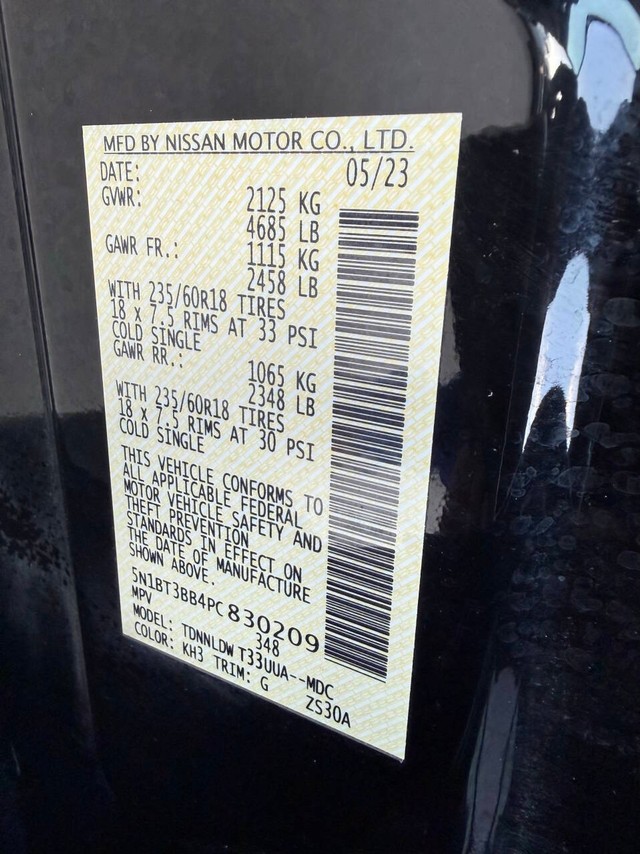 MFD BY NISSAN MOTOR CO., LTD.
DATE: 05/23
GVWR: 2125 KG
4685 LB
GAWR FR.: 1115 KG
2458 LB
WITH 235/60R18 TIRES
18 x 7.5 RIMS AT 33 PSI
COLD SINGLE
GAWR RR.: 1065 KG
2348 LB
WITH 235/60R18 TIRES
18 x 7.5 RIMS AT 30 PSI
COLD SINGLE
THIS VEHICLE CONFORMS TO
ALL APPLICABLE FEDERAL
MOTOR VEHICLE SAFETY AND
THEFT PREVENTION
STANDARDS IN EFFECT ON
THE DATE OF MANUFACTURE
SHOWN ABOVE.
5N1BT3BB4PC830209
MPV 348
MODEL: TDNNLDW T33UUA--MDC
COLOR: KH3 TRIM: G ZS30A